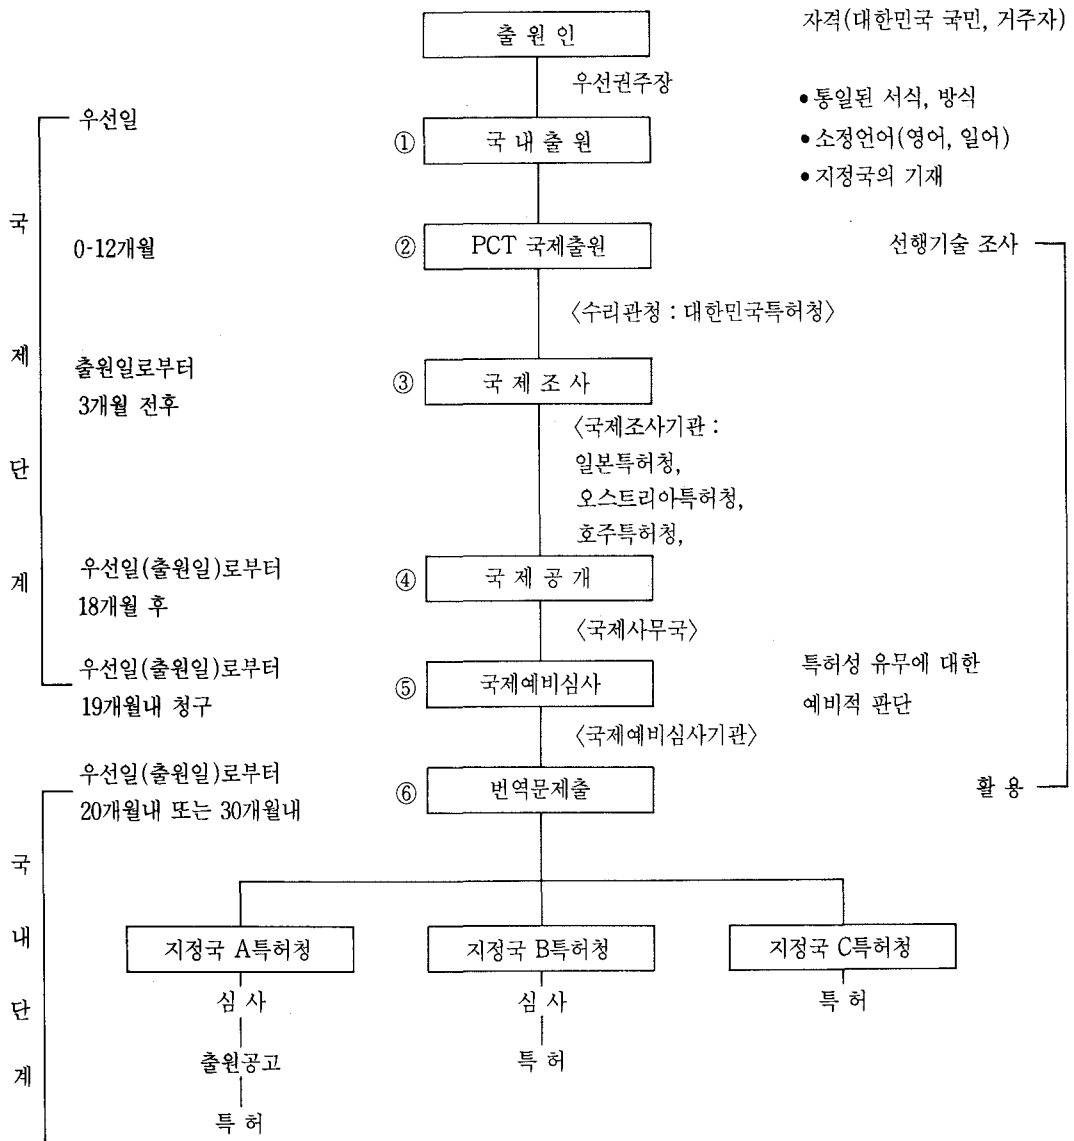 출 원 인
자격(대한민국 국민, 거주자)
우선권주장
우선일
① 국 내 출 원
• 통일된 서식, 방식
• 소정언어(영어, 일어)
• 지정국의 기재
국 제 단 계
0-12개월
② PCT 국제출원
선행기술 조사
〈수리관청 : 대한민국특허청〉
출원일로부터
3개월 전후
③ 국 제 조 사
〈국제조사기관 :
일본특허청,
오스트리아특허청,
호주특허청,
우선일(출원일)로부터
18개월 후
④ 국 제 공 개
〈국제사무국〉
우선일(출원일)로부터
19개월내 청구
⑤ 국제예비심사
특허성 유무에 대한
예비적 판단
〈국제예비심사기관〉
우선일(출원일)로부터
20개월내 또는 30개월내
⑥ 번역문제출
활 용
국 내 단 계
지정국 A특허청
지정국 B특허청
지정국 C특허청
심 사
심 사
특 허
출원공고
특 허
특 허